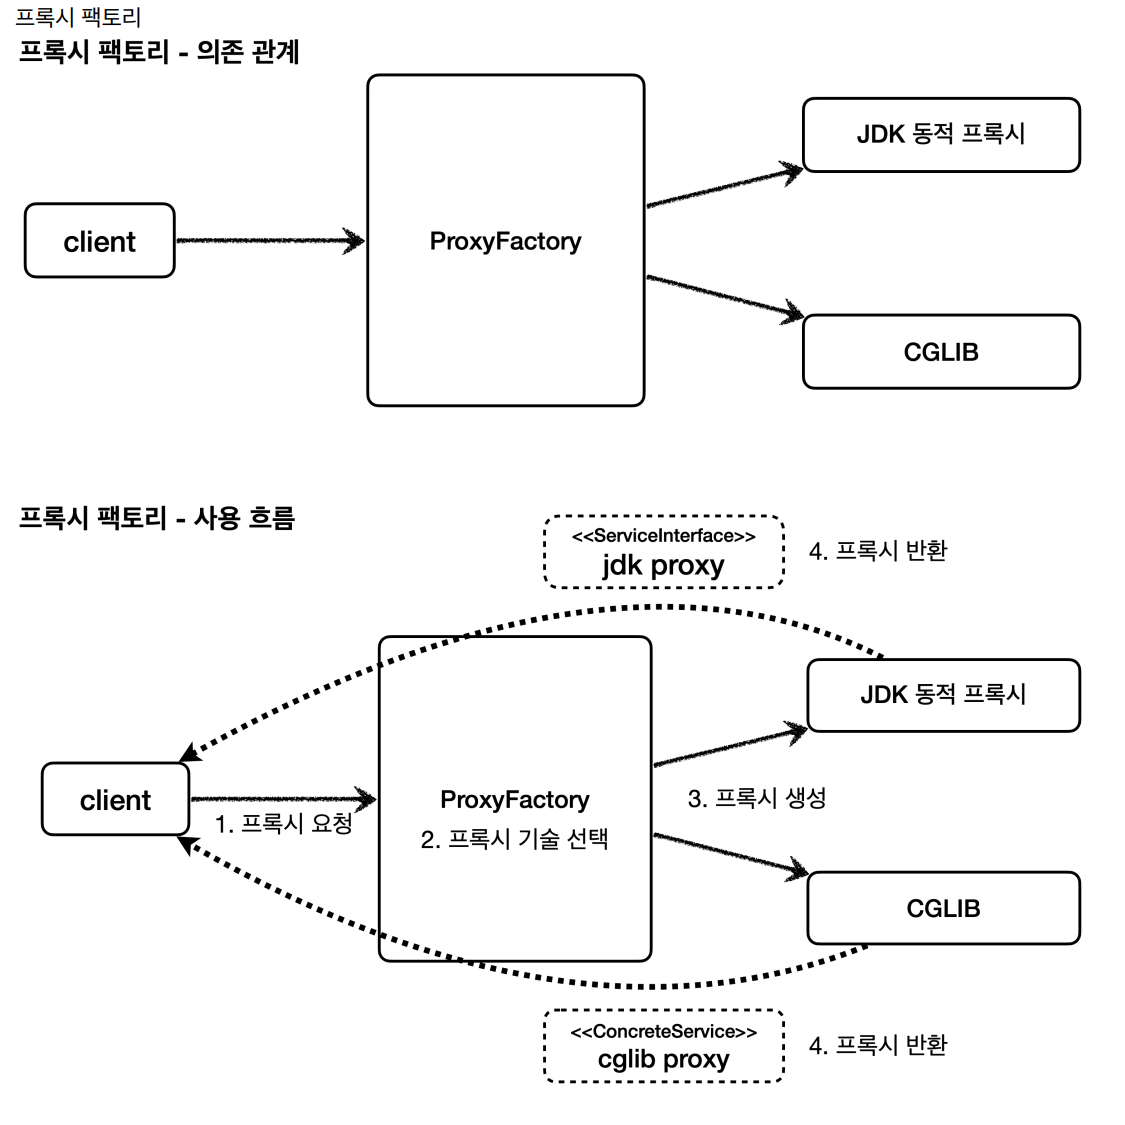 프록시 팩토리
프록시 팩토리 - 의존 관계
JDK 동적 프록시
client
ProxyFactory
CGLIB
프록시 팩토리 - 사용 흐름
<<ServiceInterface>>
jdk proxy
4. 프록시 반환
JDK 동적 프록시
client
1. 프록시 요청
ProxyFactory
2. 프록시 기술 선택
3. 프록시 생성
CGLIB
<<ConcreteService>>
cglib proxy
4. 프록시 반환